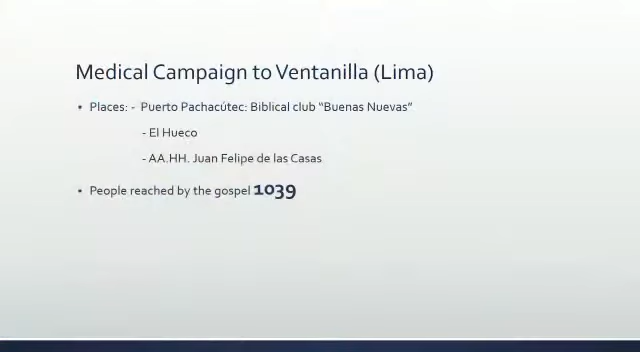 Medical Campaign to Ventanilla (Lima)
• Places: - Puerto Pachacútec: Biblical club “Buenas Nuevas”
- El Hueco
- AA.HH. Juan Felipe de las Casas
• People reached by the gospel 1039